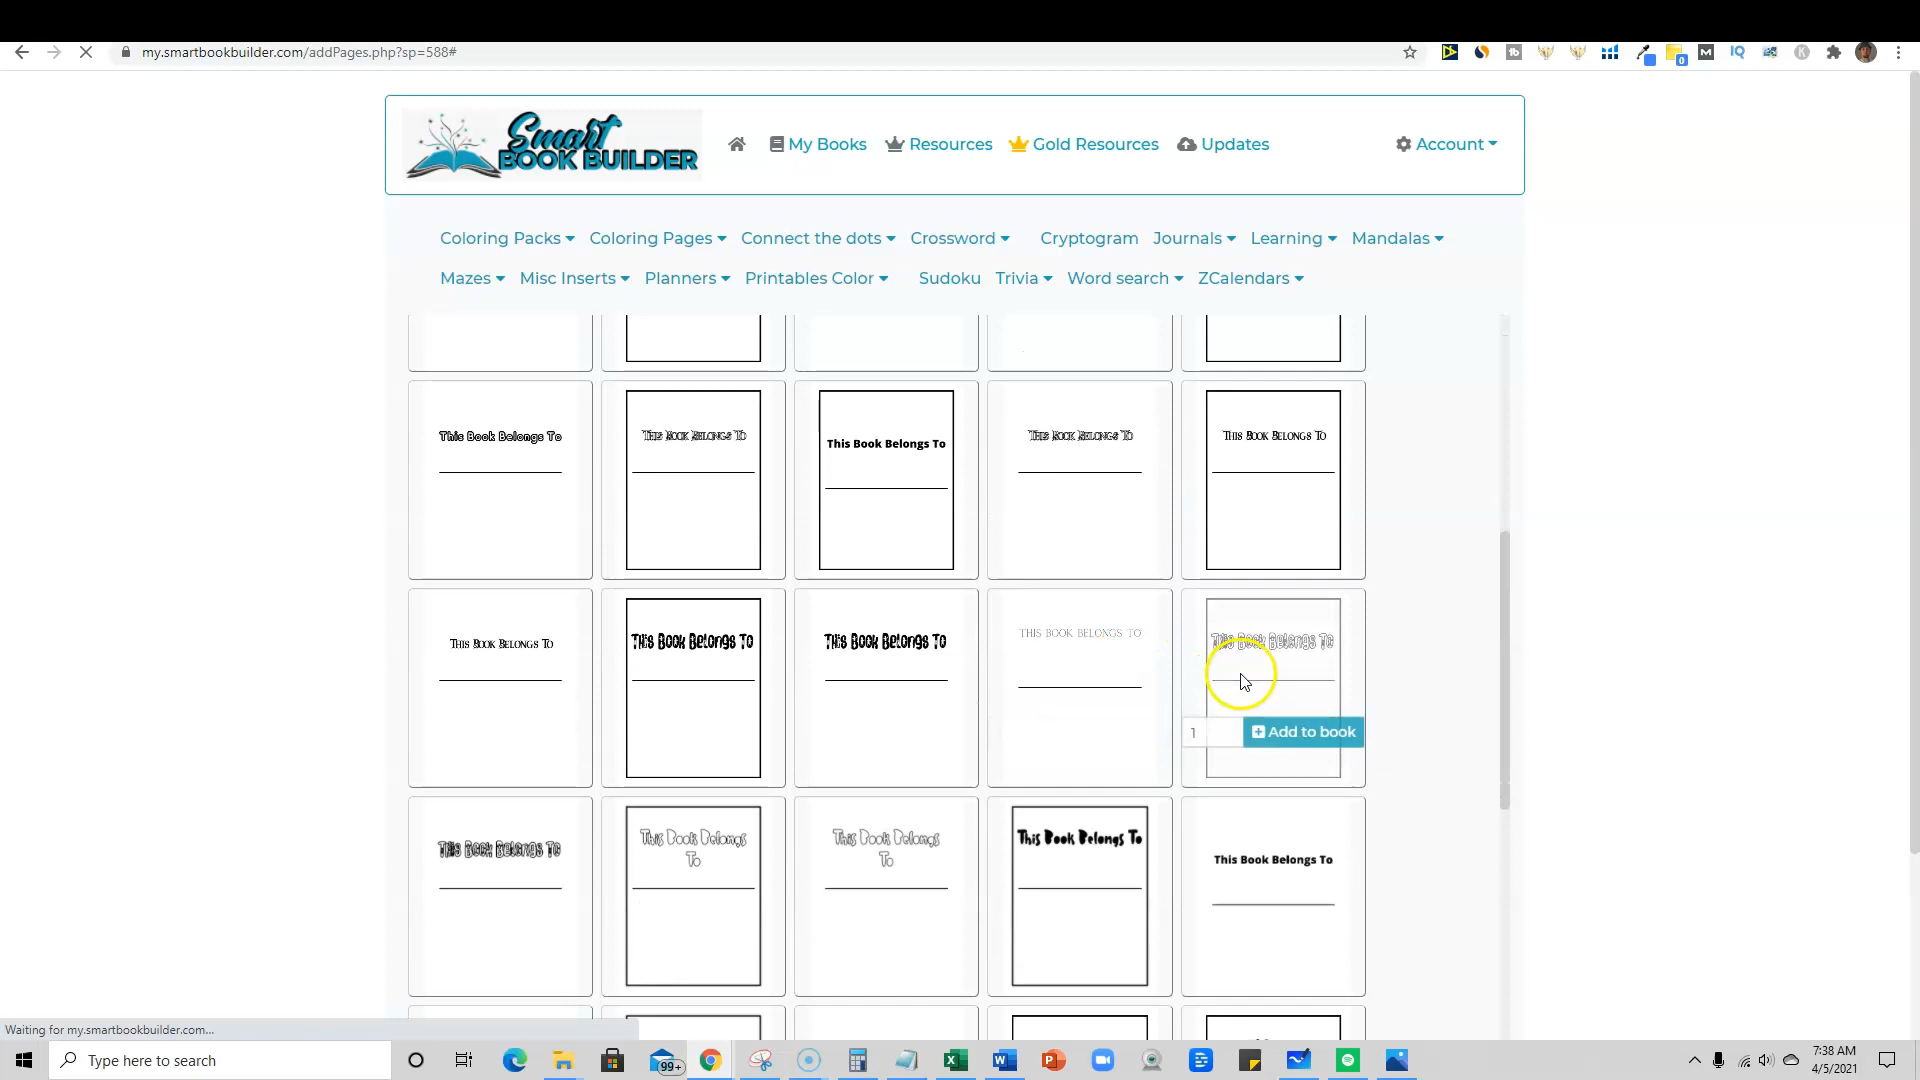 my.smartbookbuilder.com/addPages.php?sp=588#
Smart
BOOK BUILDER
My Books
Resources
Gold Resources
Updates
Account
Coloring Packs
Coloring Pages
Connect the dots
Crossword
Cryptogram
Journals
Learning
Mandalas
Mazes
Misc Inserts
Planners
Printables Color
Sudoku
Trivia
Word search
ZCalendars
This Book Belongs To
THIS BOOK BELONGS TO
This Book Belongs To
THIS BOOK BELONGS TO
THIS BOOK BELONGS TO
THIS BOOK BELONGS TO
This Book Belongs To
This Book Belongs To
THIS BOOK BELONGS TO
This Book Belongs To
1
Add to book
This Book Belongs To
This Book Belongs
To
This Book Belongs
To
This Book Belongs To
This Book Belongs To
Waiting for my.smartbookbuilder.com...
Type here to search
99+
0
7:38 AM
4/5/2021